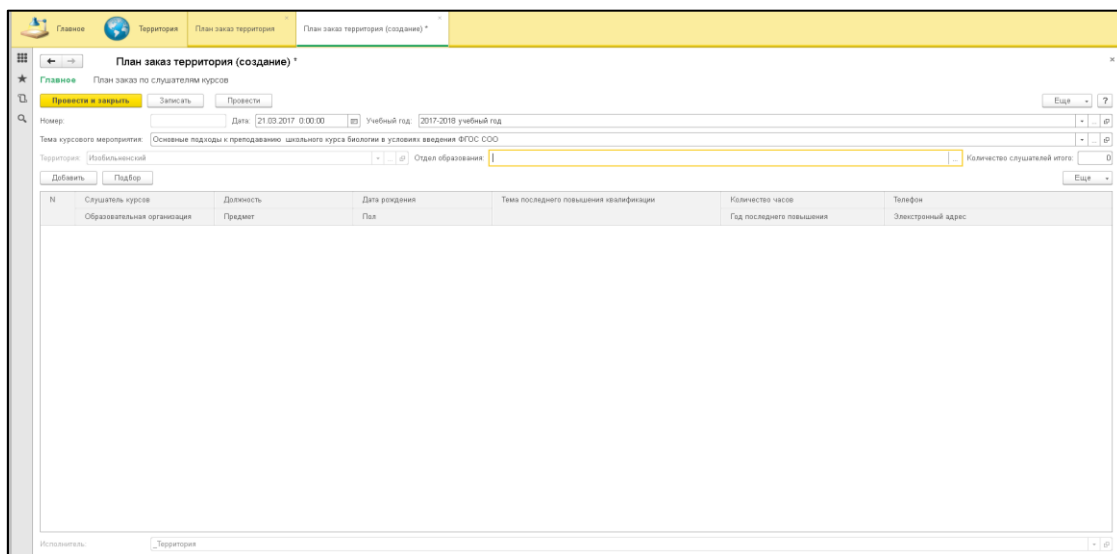 Главное Территория План заказ территория План заказ территория (создание) *
План заказ территория (создание) *
Главное План заказ по слушателям курсов
Провести и закрыть Записать Провести Еще ?
Номер: Дата: 21.03.2017 0:00:00 Учебный год: 2017-2018 учебный год
Тема курсового мероприятия: Основные подходы к преподаванию школьного курса биологии в условиях введения ФГОС СОО
Территория: Изобильненский Отдел образования: Количество слушателей итого: 0
Добавить Подбор Еще
N Слушатель курсов Должность Дата рождения Тема последнего повышения квалификации Количество часов Телефон
Образовательная организация Предмет Пол Год последнего повышения Электронный адрес
Исполнитель: _Территория